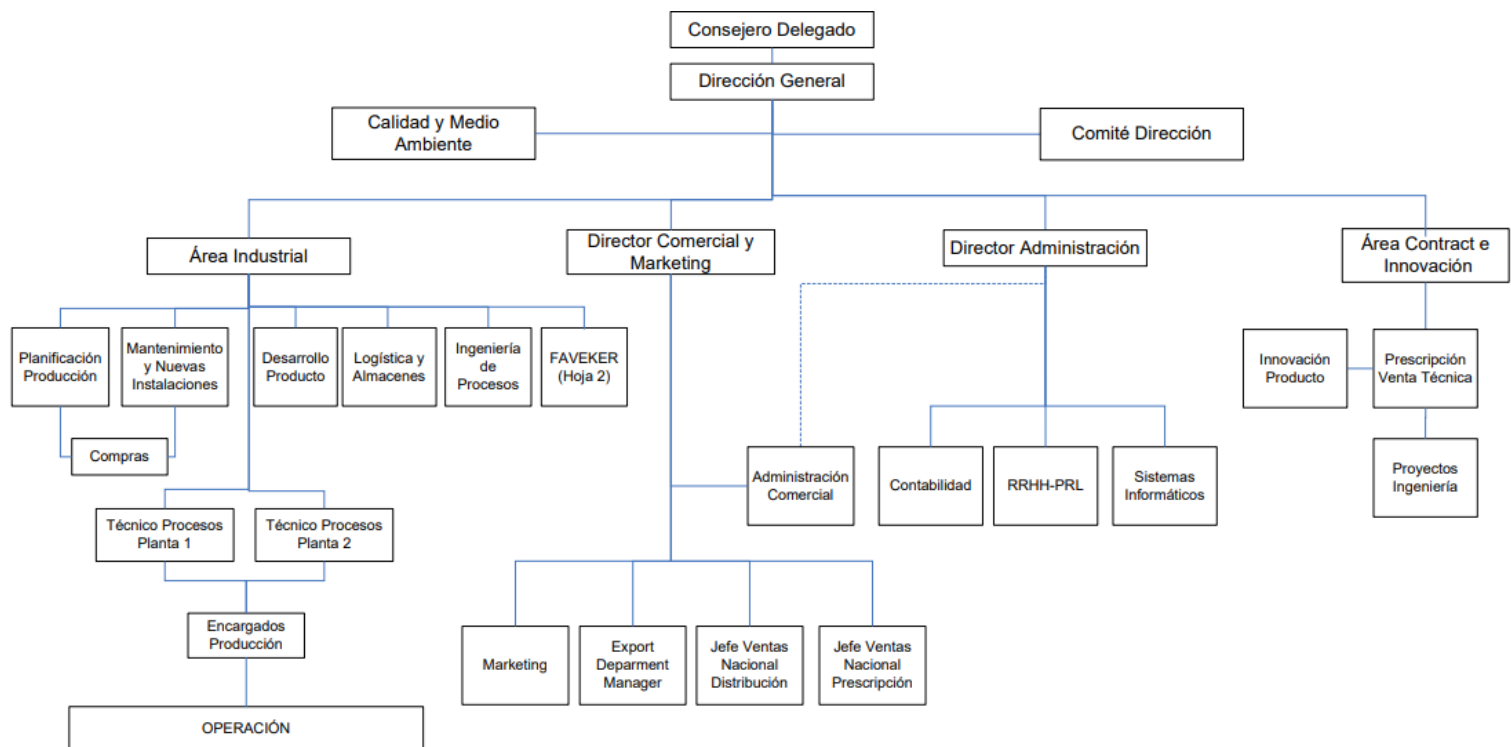 Consejero Delegado
Dirección General
Calidad y Medio
Ambiente
Comité Dirección
Área Industrial
Director Comercial y
Marketing
Director Administración
Área Contract e
Innovación
Planificación
Producción
Mantenimiento
y Nuevas
Instalaciones
Desarrollo
Producto
Logística y
Almacenes
Ingeniería
de
Procesos
FAVEKER
(Hoja 2)
Innovación
Producto
Prescripción
Venta Técnica
Compras
Administración
Comercial
Contabilidad
RRHH-PRL
Sistemas
Informáticos
Proyectos
Ingeniería
Técnico Procesos
Planta 1
Técnico Procesos
Planta 2
Encargados
Producción
Marketing
Export
Deparment
Manager
Jefe Ventas
Nacional
Distribución
Jefe Ventas
Nacional
Prescripción
OPERACIÓN